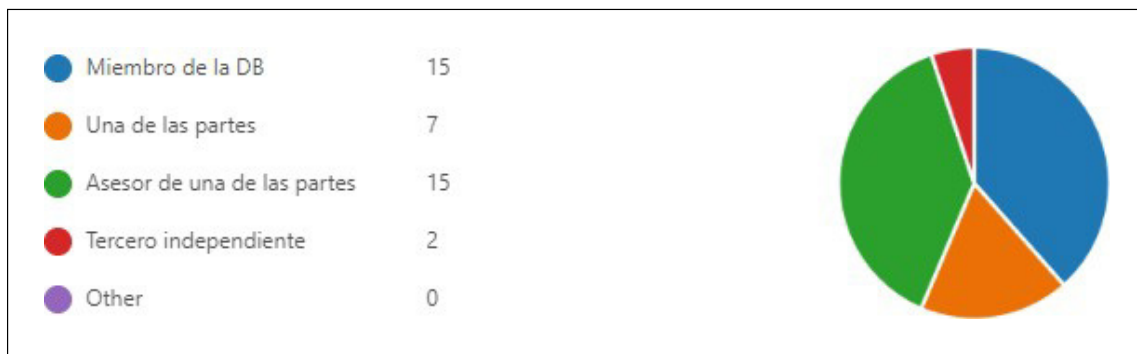 Miembro de la DB 15
Una de las partes 7
Asesor de una de las partes 15
Tercero independiente 2
Other 0